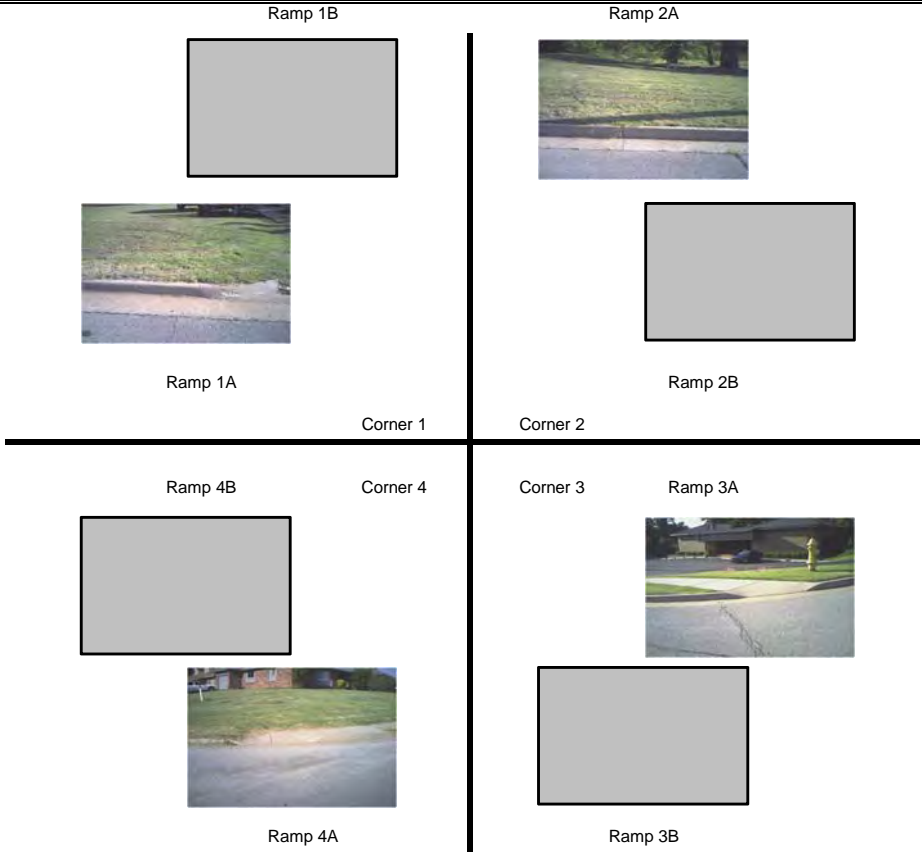 Ramp 1B
Ramp 2A
Ramp 1A
Ramp 2B
Corner 1
Corner 2
Ramp 4B
Corner 4
Corner 3
Ramp 3A
Ramp 4A
Ramp 3B